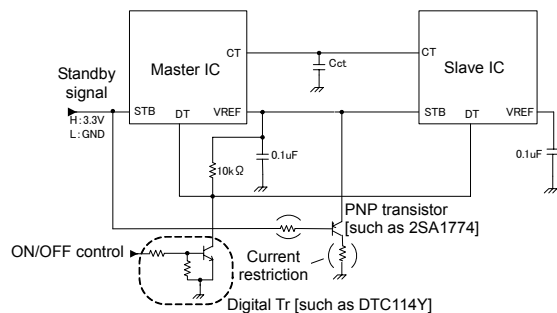 CT
CT
Cct
Master IC
Slave IC
Standby
signal
STB
DT
VREF
STB
DT
VREF
H:3.3V
L:GND
0.1uF
0.1uF
10kΩ
PNP transistor
[such as 2SA1774]
ON/OFF control
Current
restriction
Digital Tr [such as DTC114Y]